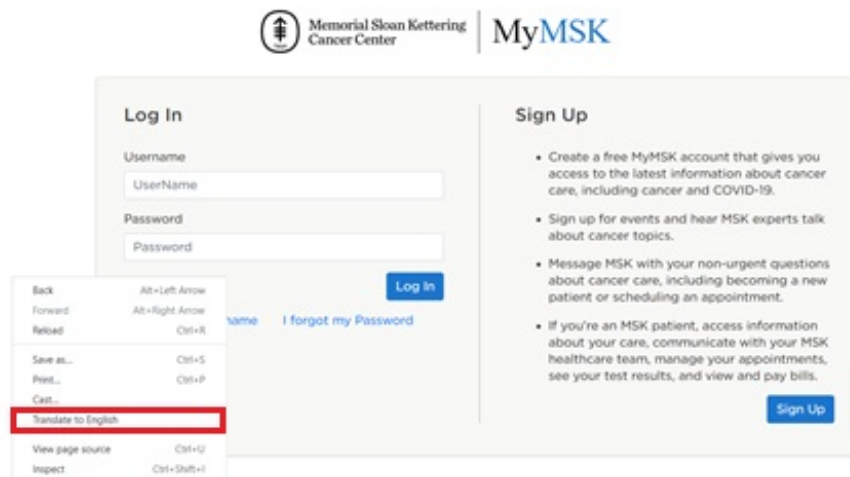 Memorial Sloan Kettering
Cancer Center
MyMSK
Log In
Username
UserName
Password
Password
Log In
name I forgot my Password
Sign Up
• Create a free MyMSK account that gives you
access to the latest information about cancer
care, including cancer and COVID-19.
• Sign up for events and hear MSK experts talk
about cancer topics.
• Message MSK with your non-urgent questions
about cancer care, including becoming a new
patient or scheduling an appointment.
• If you're an MSK patient, access information
about your care, communicate with your MSK
healthcare team, manage your appointments,
see your test results, and view and pay bills.
Sign Up
Back Alt+Left Arrow
Forward Alt+Right Arrow
Reload Ctrl+R
Save as... Ctrl+S
Print... Ctrl+P
Cast...
Translate to English
View page source Ctrl+U
Inspect Ctrl+Shift+I